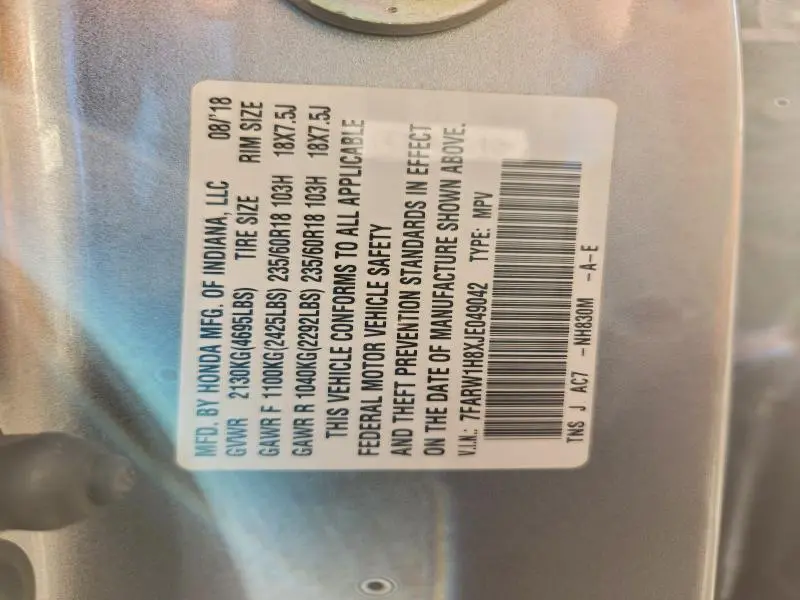 MFD. BY HONDA MFG. OF INDIANA, LLC 08/'18
GVWR 2130KG(4695LBS) TIRE SIZE RIM SIZE
GAWR F 1100KG(2425LBS) 235/60R18 103H 18X7.5J
GAWR R 1040KG(2292LBS) 235/60R18 103H 18X7.5J
THIS VEHICLE CONFORMS TO ALL APPLICABLE
FEDERAL MOTOR VEHICLE SAFETY
AND THEFT PREVENTION STANDARDS IN EFFECT
ON THE DATE OF MANUFACTURE SHOWN ABOVE.
V.I.N.: 7FARW1H8XJE049042 TYPE: MPV
TNS J AC7 -NH830M -A-E